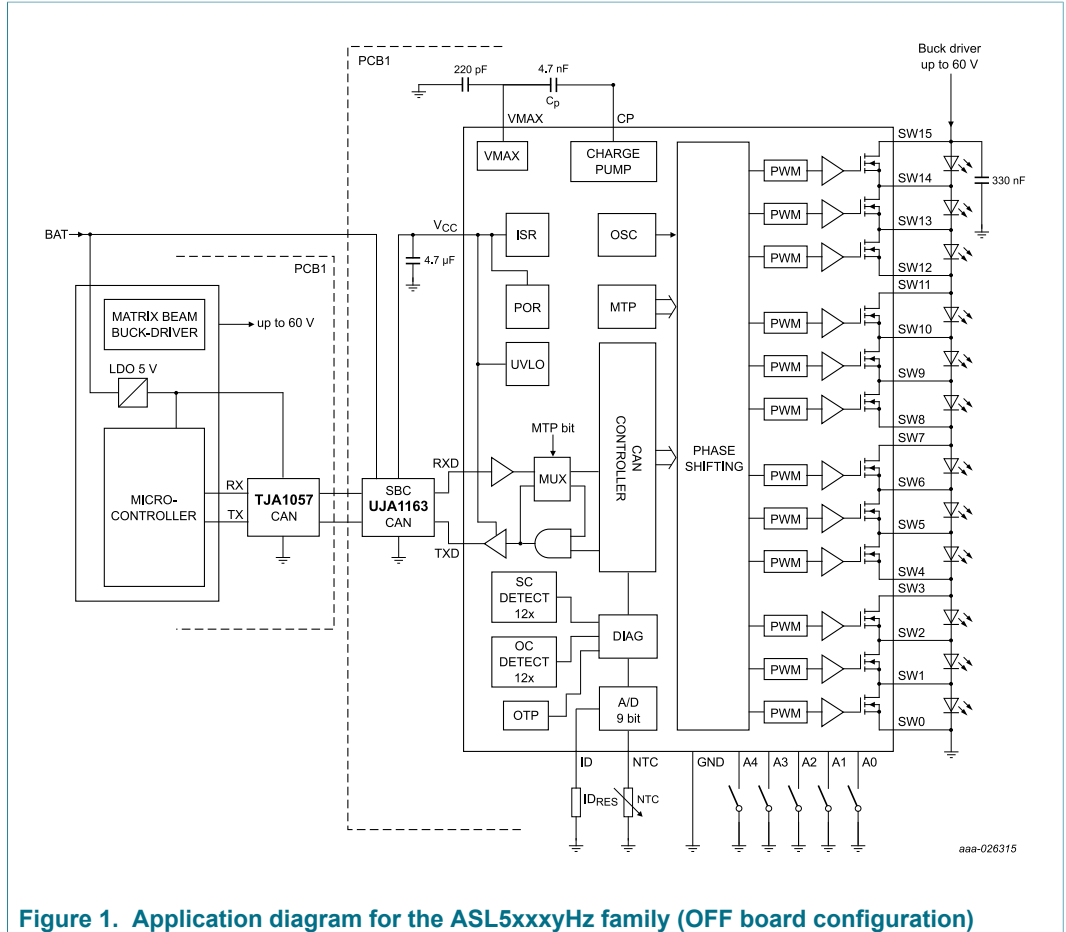 Buck driver
up to 60 V
PCB1
220 pF
4.7 nF
Cp
VMAX
CP
SW15
VMAX
CHARGE
PUMP
PWM
SW14
330 nF
PWM
SW13
BAT
VCC
ISR
OSC
PWM
SW12
4.7 µF
PCB1
SW11
MATRIX BEAM
BUCK-DRIVER
up to 60 V
POR
MTP
PWM
SW10
LDO 5 V
UVLO
PWM
SW9
PWM
SW8
MTP bit
CAN
CONTROLLER
PHASE
SHIFTING
SW7
RXD
MUX
PWM
SW6
MICRO-
CONTROLLER
RX
TX
TJA1057
CAN
SBC
UJA1163
CAN
PWM
SW5
TXD
PWM
SW4
SC
DETECT
12x
SW3
OC
DETECT
12x
DIAG
PWM
SW2
PWM
SW1
OTP
A/D
9 bit
PWM
SW0
ID
NTC
GND
A4
A3
A2
A1
A0
IDRES
NTC
aaa-026315
Figure 1. Application diagram for the ASL5xxxyHz family (OFF board configuration)